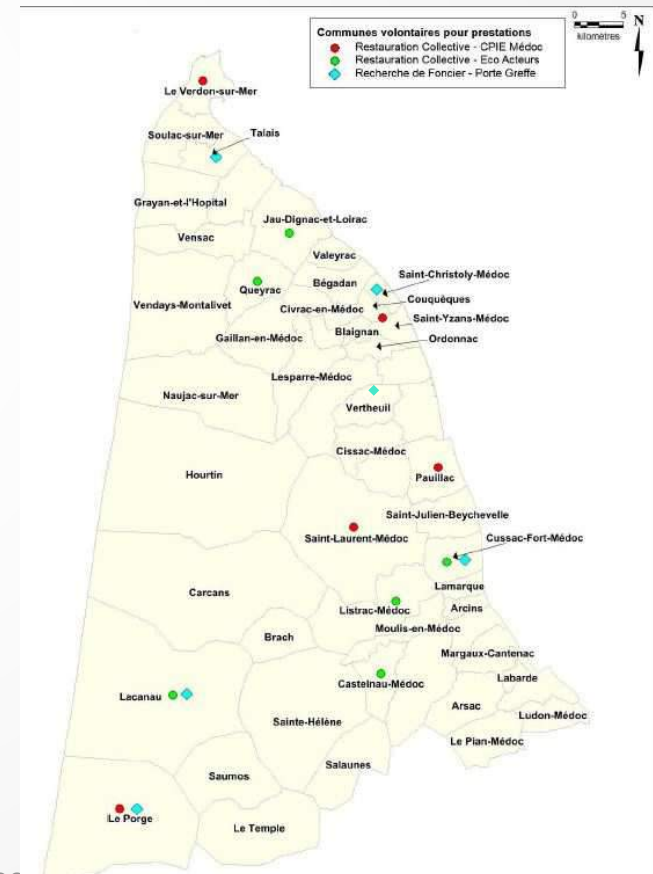 Communes volontaires pour prestations
Restauration Collective - CPIE Médoc
Restauration Collective - Eco Acteurs
Recherche de Foncier - Porte Greffe
0 5
kilomètres
N
Le Verdon-sur-Mer
Soulac-sur-Mer
Talais
Grayan-et-l'Hopital
Jau-Dignac-et-Loirac
Vensac
Valeyrac
Saint-Christoly-Médoc
Queyrac
Bégadan
Couquèques
Vendays-Montalivet
Civrac-en-Médoc
Saint-Yzans-Médoc
Blaignan
Gaillan-en-Médoc
Ordonnac
Lesparre-Médoc
Naujac-sur-Mer
Vertheuil
Cissac-Médoc
Hourtin
Pauillac
Saint-Julien-Beychevelle
Saint-Laurent-Médoc
Cussac-Fort-Médoc
Lamarque
Carcans
Listrac-Médoc
Arcins
Moulis-en-Médoc
Brach
Margaux-Cantenac
Labarde
Castelnau-Médoc
Lacanau
Arsac
Ludon-Médoc
Sainte-Hélène
Le Pian-Médoc
Salaunes
Saumos
Le Porge
Le Temple